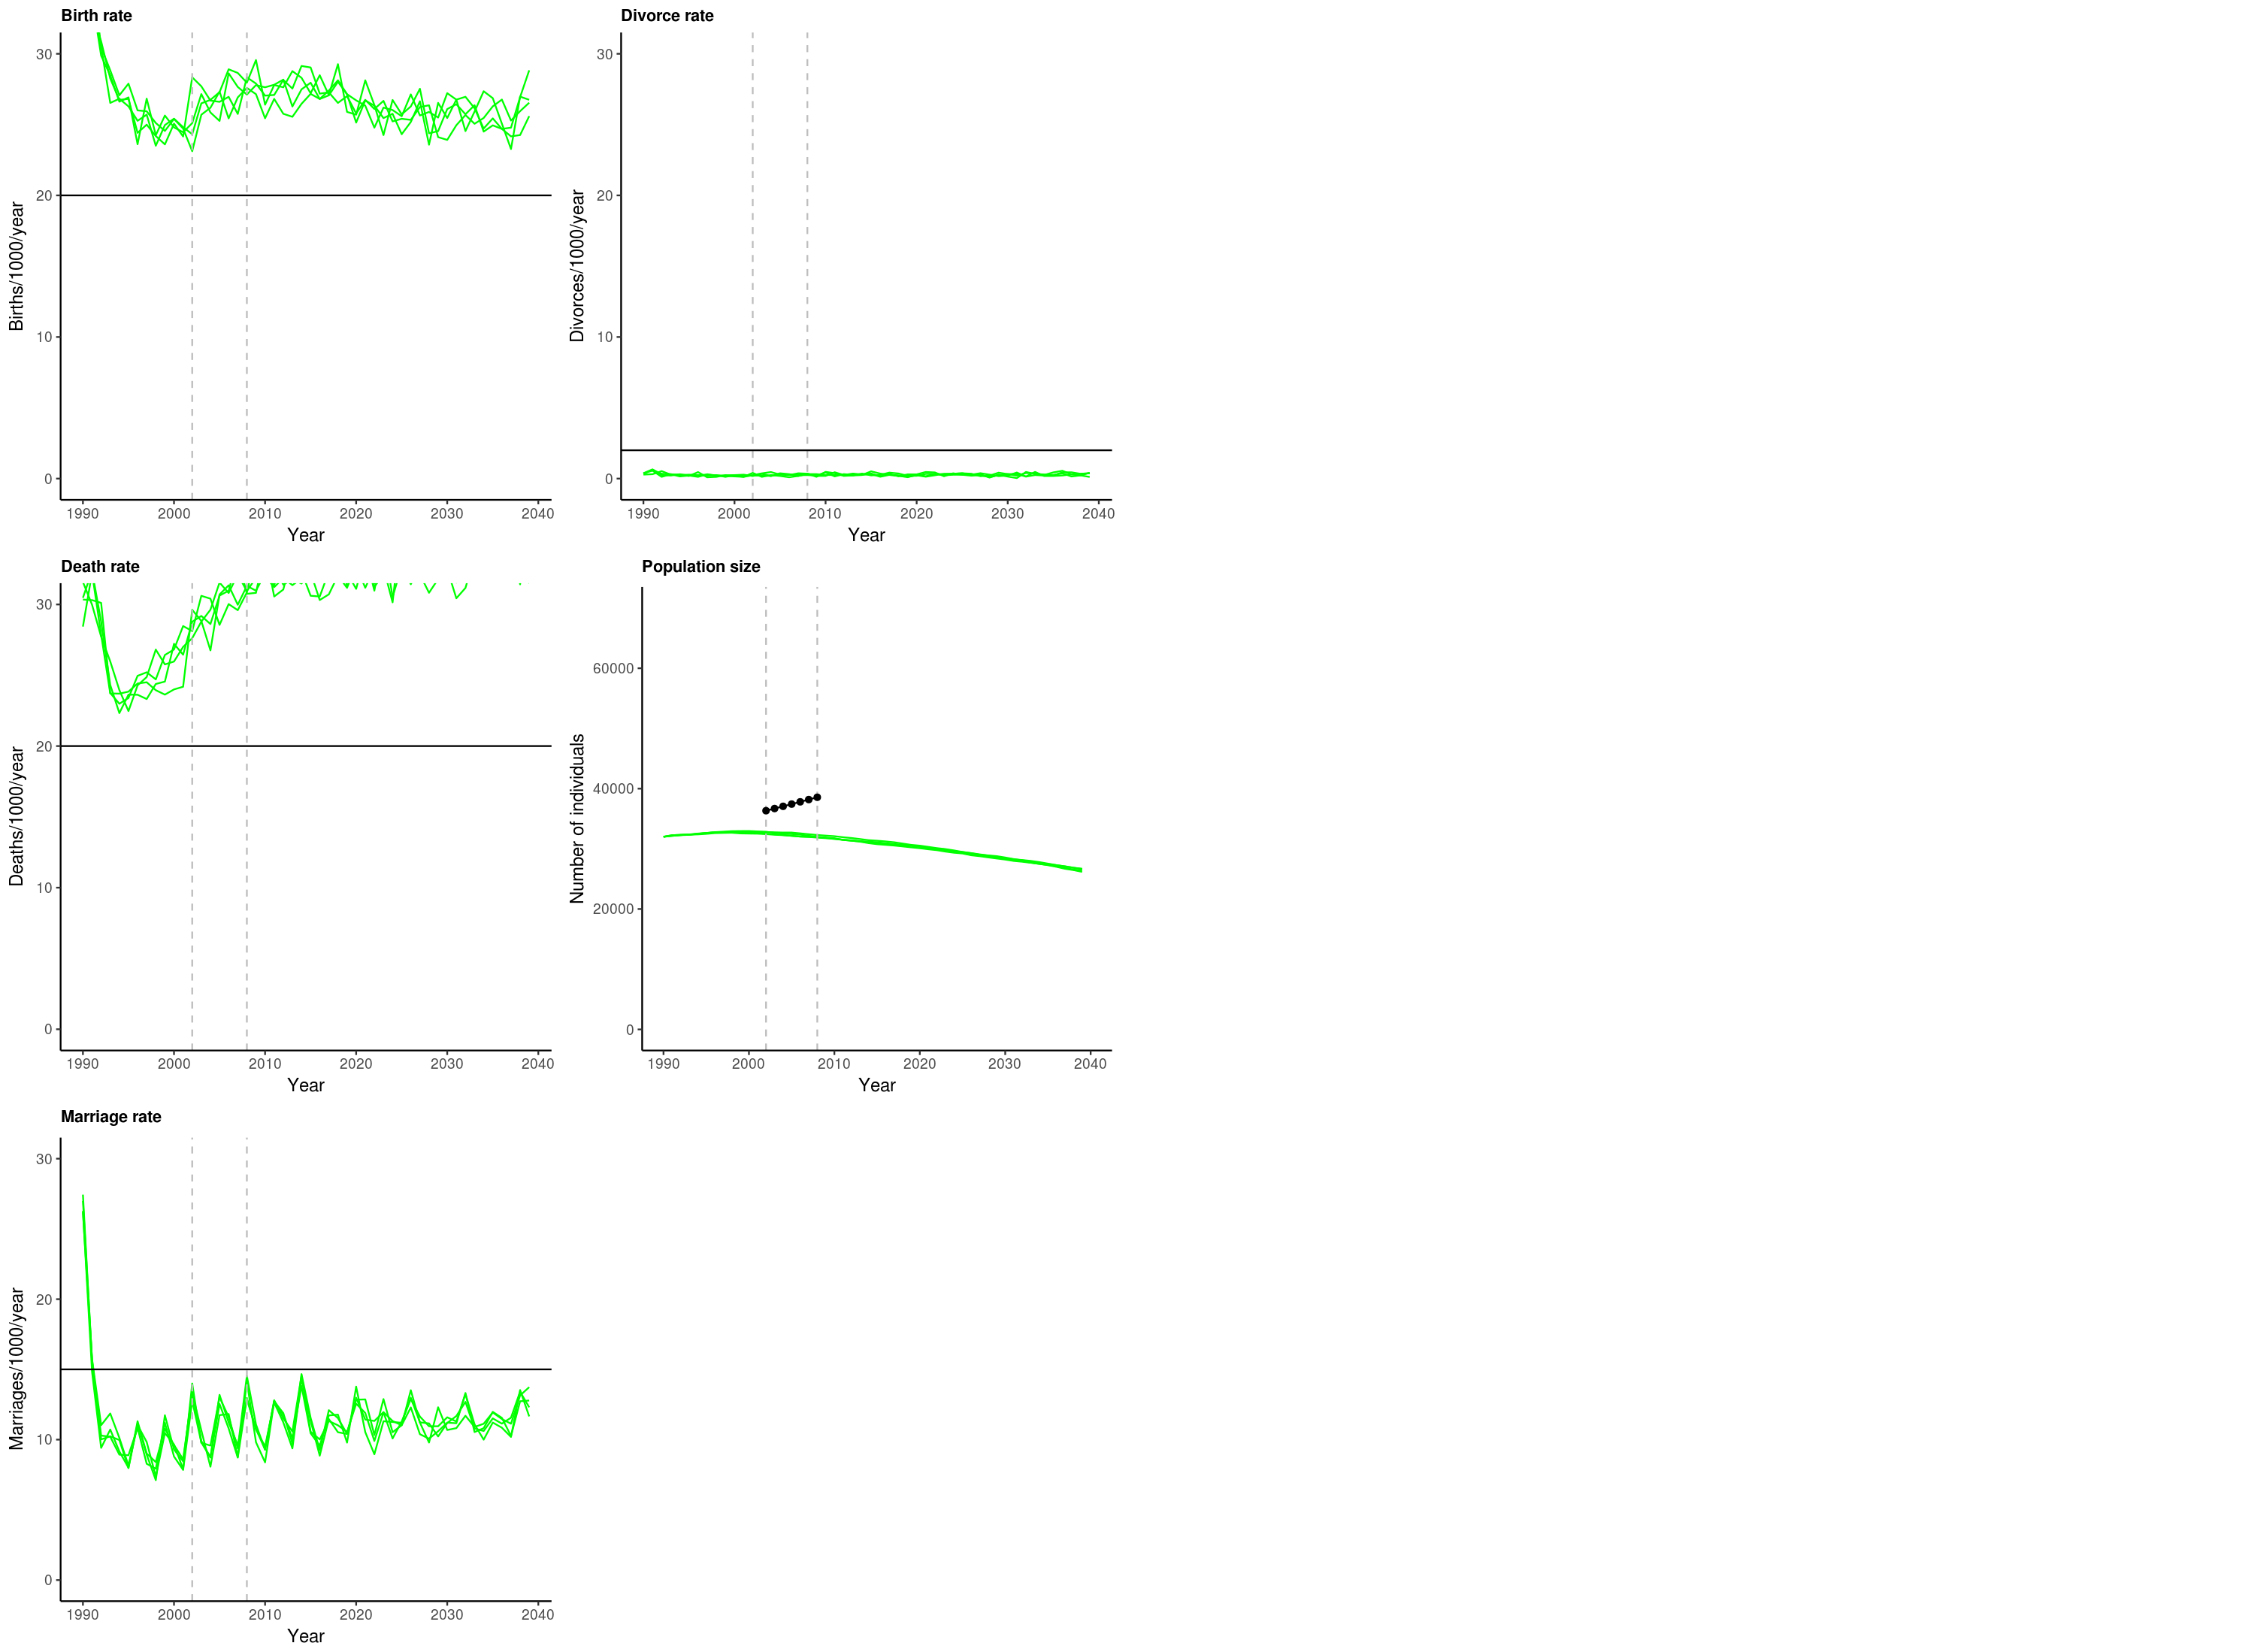 Birth rate
Births/1000/year
30
20
10
0
1990 2000 2010 2020 2030 2040
Year
Divorce rate
Divorces/1000/year
30
20
10
0
1990 2000 2010 2020 2030 2040
Year
Death rate
Deaths/1000/year
30
20
10
0
1990 2000 2010 2020 2030 2040
Year
Population size
Number of individuals
60000
40000
20000
0
1990 2000 2010 2020 2030 2040
Year
Marriage rate
Marriages/1000/year
30
20
10
0
1990 2000 2010 2020 2030 2040
Year